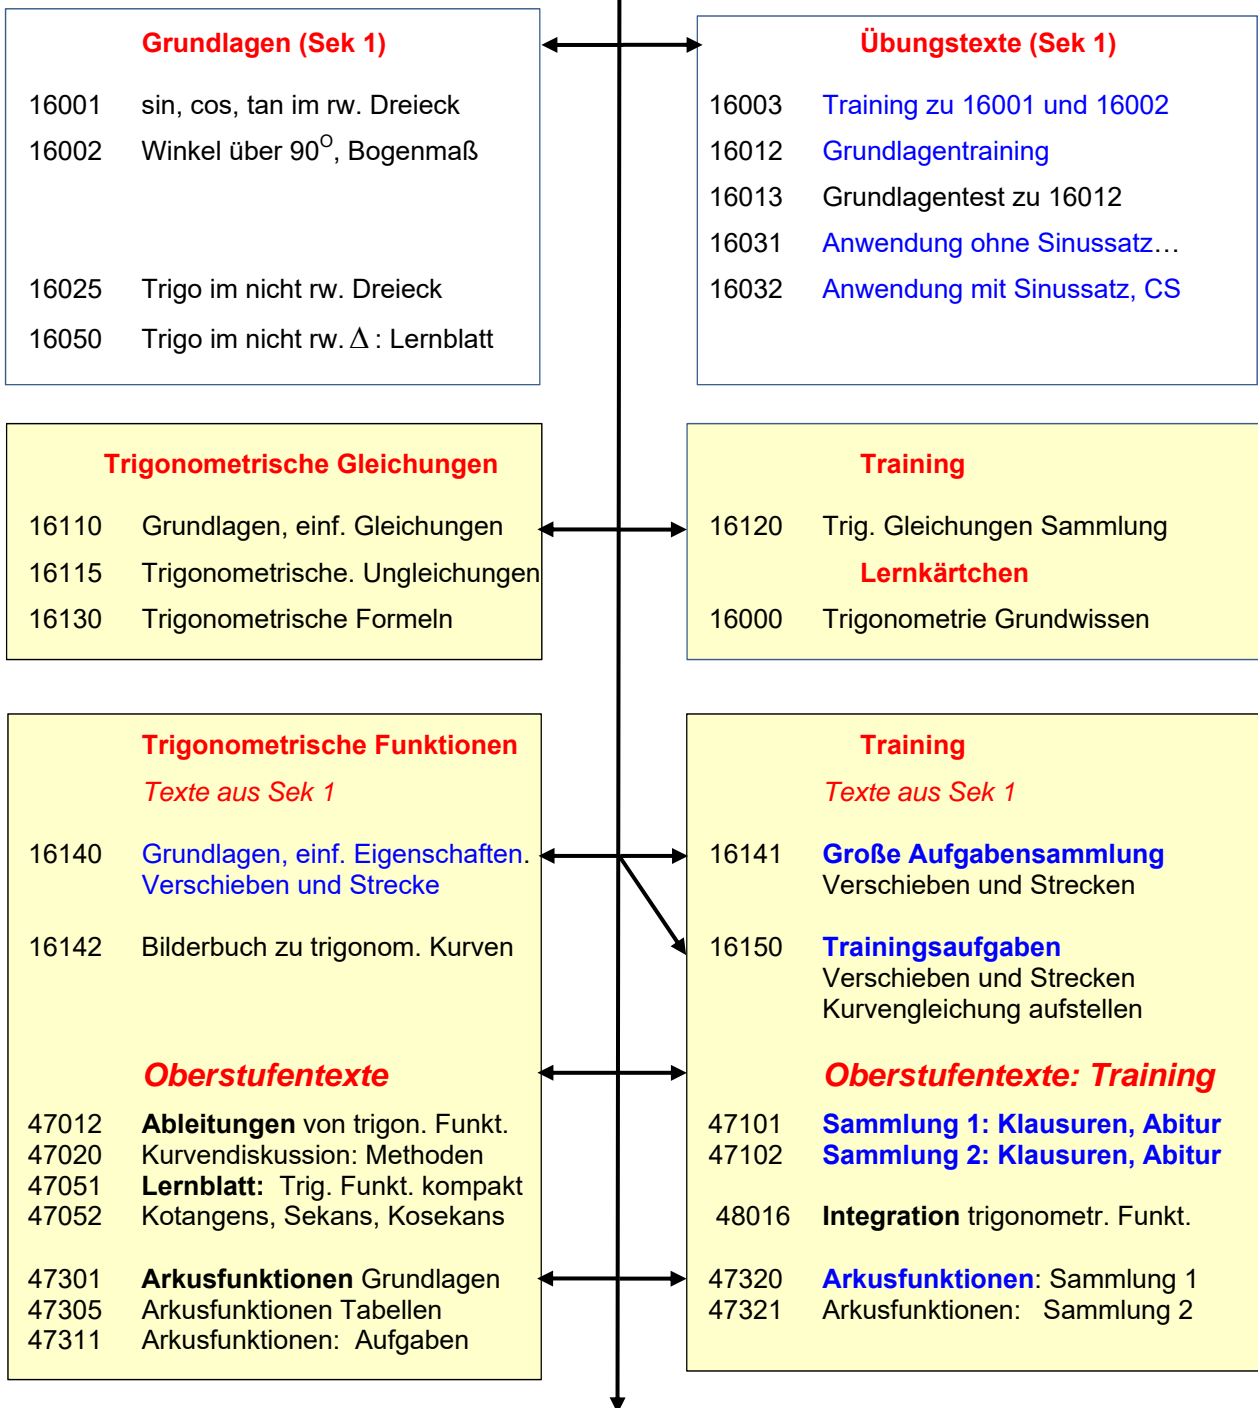 Grundlagen (Sek 1)
16001 sin, cos, tan im rw. Dreieck
16002 Winkel über 90°, Bogenmaß
16025 Trigo im nicht rw. Dreieck
16050 Trigo im nicht rw. Δ : Lernblatt
Übungstexte (Sek 1)
16003 Training zu 16001 und 16002
16012 Grundlagentraining
16013 Grundlagentest zu 16012
16031 Anwendung ohne Sinussatz…
16032 Anwendung mit Sinussatz, CS
Trigonometrische Gleichungen
16110 Grundlagen, einf. Gleichungen
16115 Trigonometrische. Ungleichungen
16130 Trigonometrische Formeln
Training
16120 Trig. Gleichungen Sammlung
Lernkärtchen
16000 Trigonometrie Grundwissen
Trigonometrische Funktionen
Texte aus Sek 1
16140 Grundlagen, einf. Eigenschaften.
Verschieben und Strecke
16142 Bilderbuch zu trigonom. Kurven
Oberstufentexte
47012 Ableitungen von trigon. Funkt.
47020 Kurvendiskussion: Methoden
47051 Lernblatt: Trig. Funkt. kompakt
47052 Kotangens, Sekans, Kosekans
47301 Arkusfunktionen Grundlagen
47305 Arkusfunktionen Tabellen
47311 Arkusfunktionen: Aufgaben
Training
Texte aus Sek 1
16141 Große Aufgabensammlung
Verschieben und Strecken
16150 Trainingsaufgaben
Verschieben und Strecken
Kurvengleichung aufstellen
Oberstufentexte: Training
47101 Sammlung 1: Klausuren, Abitur
47102 Sammlung 2: Klausuren, Abitur
48016 Integration trigonometr. Funkt.
47320 Arkusfunktionen: Sammlung 1
47321 Arkusfunktionen: Sammlung 2